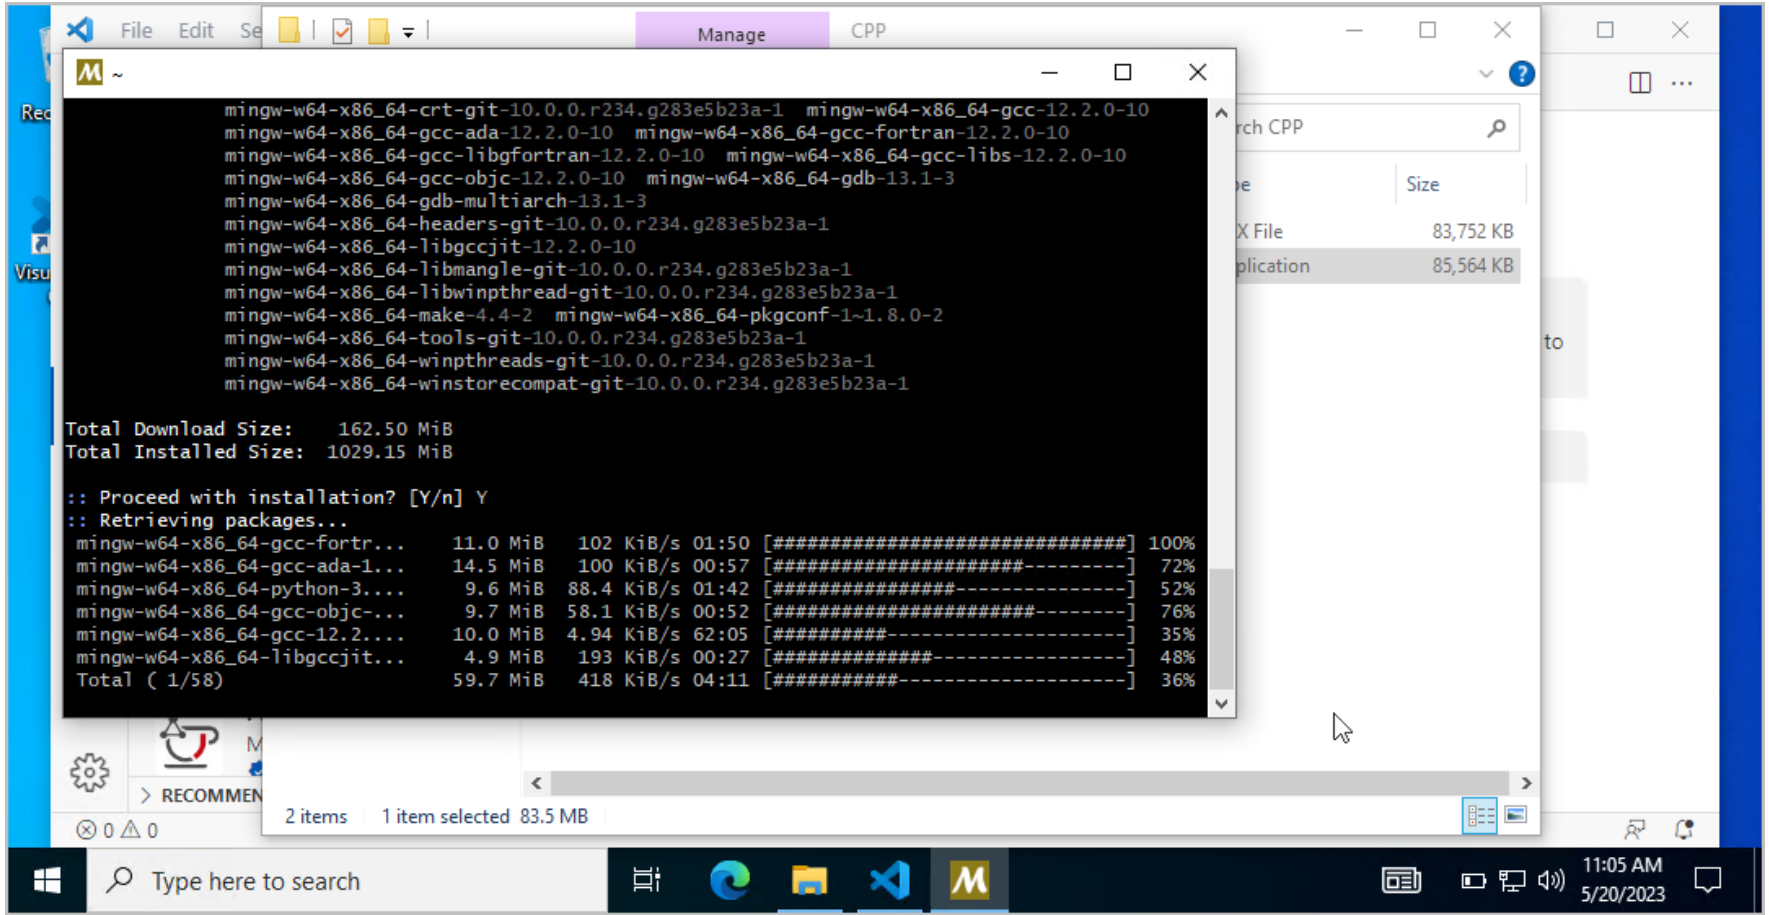 File Edit Se
Manage
CPP
~
Rec
mingw-w64-x86_64-crt-git-10.0.0.r234.g283e5b23a-1 mingw-w64-x86_64-gcc-12.2.0-10
mingw-w64-x86_64-gcc-ada-12.2.0-10 mingw-w64-x86_64-gcc-fortran-12.2.0-10
mingw-w64-x86_64-gcc-libgfortran-12.2.0-10 mingw-w64-x86_64-gcc-libs-12.2.0-10
mingw-w64-x86_64-gcc-objc-12.2.0-10 mingw-w64-x86_64-gdb-13.1-3
mingw-w64-x86_64-gdb-multiarch-13.1-3
mingw-w64-x86_64-headers-git-10.0.0.r234.g283e5b23a-1
mingw-w64-x86_64-libgccjit-12.2.0-10
mingw-w64-x86_64-libmangle-git-10.0.0.r234.g283e5b23a-1
mingw-w64-x86_64-libwinpthread-git-10.0.0.r234.g283e5b23a-1
mingw-w64-x86_64-make-4.4-2 mingw-w64-x86_64-pkgconf-1~1.8.0-2
mingw-w64-x86_64-tools-git-10.0.0.r234.g283e5b23a-1
mingw-w64-x86_64-winpthreads-git-10.0.0.r234.g283e5b23a-1
mingw-w64-x86_64-winstorecompat-git-10.0.0.r234.g283e5b23a-1
Total Download Size: 162.50 MiB
Total Installed Size: 1029.15 MiB
:: Proceed with installation? [Y/n] Y
:: Retrieving packages...
mingw-w64-x86_64-gcc-fortr... 11.0 MiB 102 KiB/s 01:50 [###############################] 100%
mingw-w64-x86_64-gcc-ada-1... 14.5 MiB 100 KiB/s 00:57 [######################---------] 72%
mingw-w64-x86_64-python-3.... 9.6 MiB 88.4 KiB/s 01:42 [################---------------] 52%
mingw-w64-x86_64-gcc-objc-... 9.7 MiB 58.1 KiB/s 00:52 [#######################--------] 76%
mingw-w64-x86_64-gcc-12.2.... 10.0 MiB 4.94 KiB/s 62:05 [##########---------------------] 35%
mingw-w64-x86_64-libgccjit... 4.9 MiB 193 KiB/s 00:27 [##############-----------------] 48%
Total ( 1/58) 59.7 MiB 418 KiB/s 04:11 [###########--------------------] 36%
rch CPP
pe Size
X File 83,752 KB
plication 85,564 KB
to
Visu
M
> RECOMMEN
0 0
2 items 1 item selected 83.5 MB
Type here to search
11:05 AM
5/20/2023